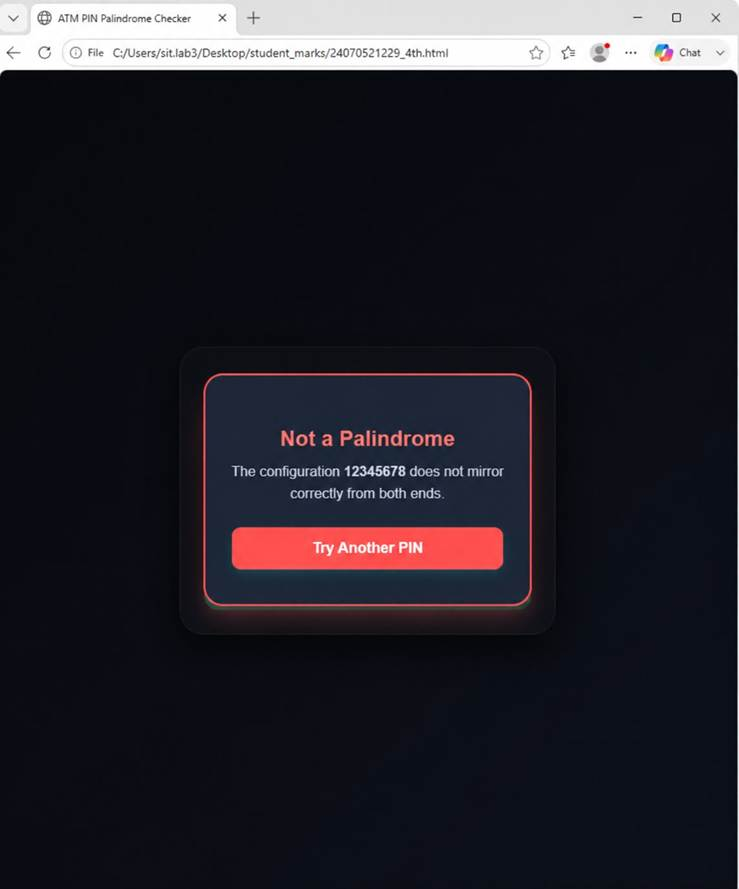 ATM PIN Palindrome Checker
File C:/Users/sit.lab3/Desktop/student_marks/24070521229_4th.html
Chat
Not a Palindrome
The configuration 12345678 does not mirror
correctly from both ends.
Try Another PIN